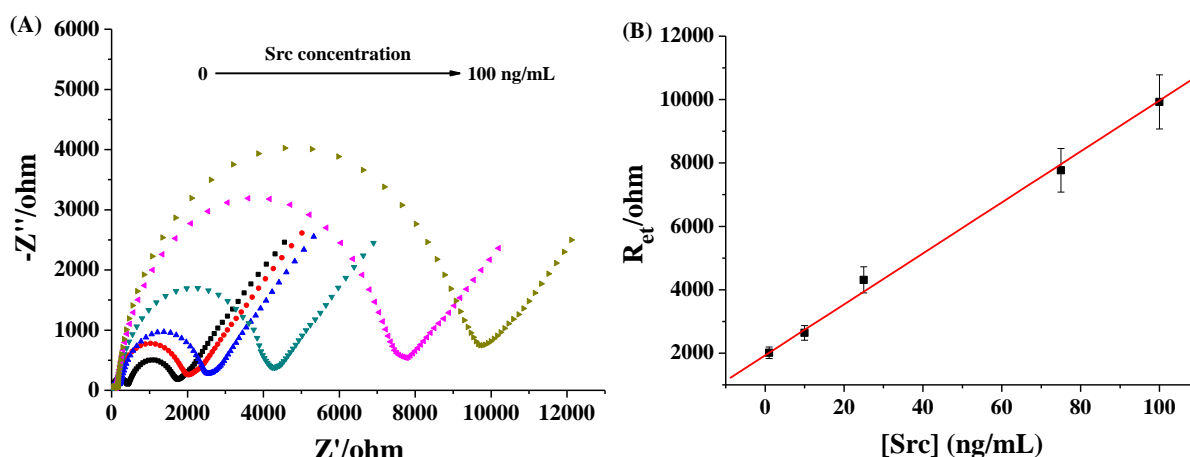 (A)
6000
5000
4000
3000
2000
1000
0
-Z''/ohm
Src concentration
0
100 ng/mL
0 2000 4000 6000 8000 10000 12000
Z'/ohm
(B)
12000
10000
8000
6000
4000
2000
Ret/ohm
0 20 40 60 80 100
[Src] (ng/mL)